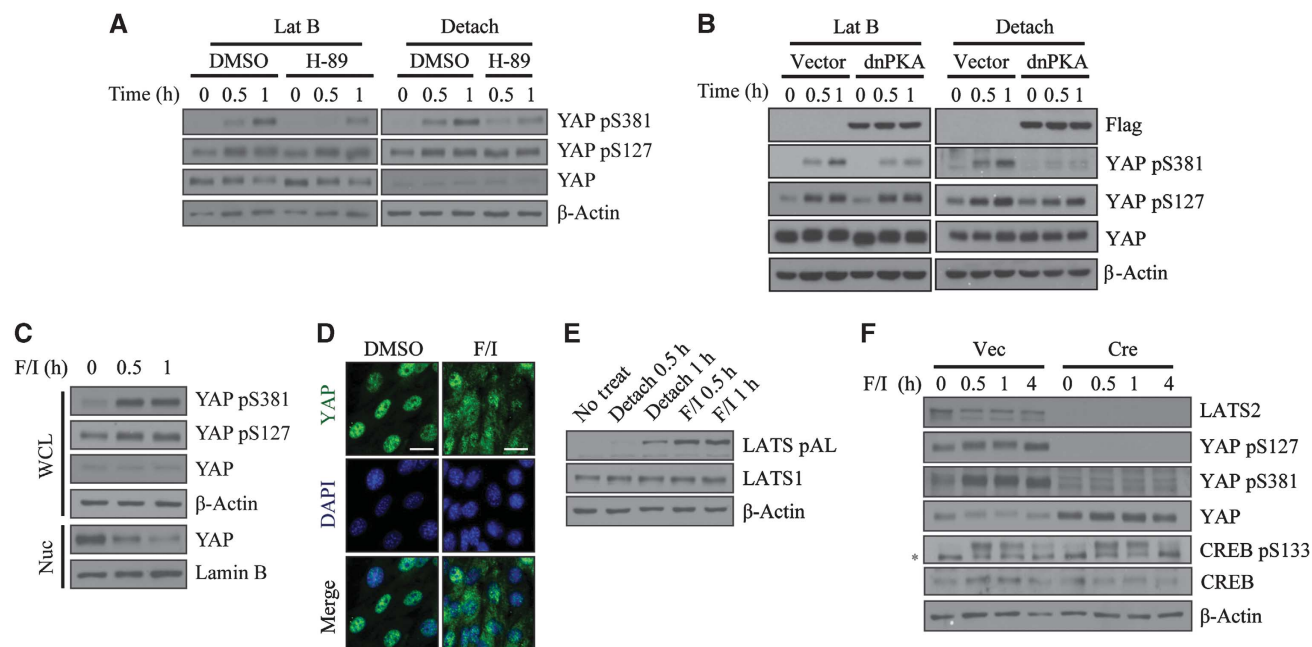 A
Lat B Detach
DMSO H-89 DMSO H-89
Time (h) 0 0.5 1 0 0.5 1 0 0.5 1 0.5 1
YAP pS381
YAP pS127
YAP
β-Actin
B
Lat B Detach
Vector dnPKA Vector dnPKA
Time (h) 0 0.5 1 0 0.5 1 0 0.5 1 0 0.5 1
Flag
YAP pS381
YAP pS127
YAP
β-Actin
C
F/I (h) 0 0.5 1
WCL
YAP pS381
YAP pS127
YAP
β-Actin
Nuc
YAP
Lamin B
D
DMSO F/I
YAP
DAPI
Merge
E
No treat
Detach 0.5 h
Detach 1 h
F/I 0.5 h
F/I 1 h
LATS pAL
LATS1
β-Actin
F
Vec Cre
F/I (h) 0 0.5 1 4 0 0.5 1 4
LATS2
YAP pS127
YAP pS381
YAP
* CREB pS133
CREB
β-Actin